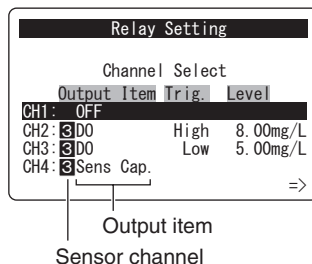 Relay Setting
Channel Select
Output Item Trig. Level
CH1: OFF
CH2: 3 DO High 8.00mg/L
CH3: 3 DO Low 5.00mg/L
CH4: 3 Sens Cap.
=>
Output item
Sensor channel